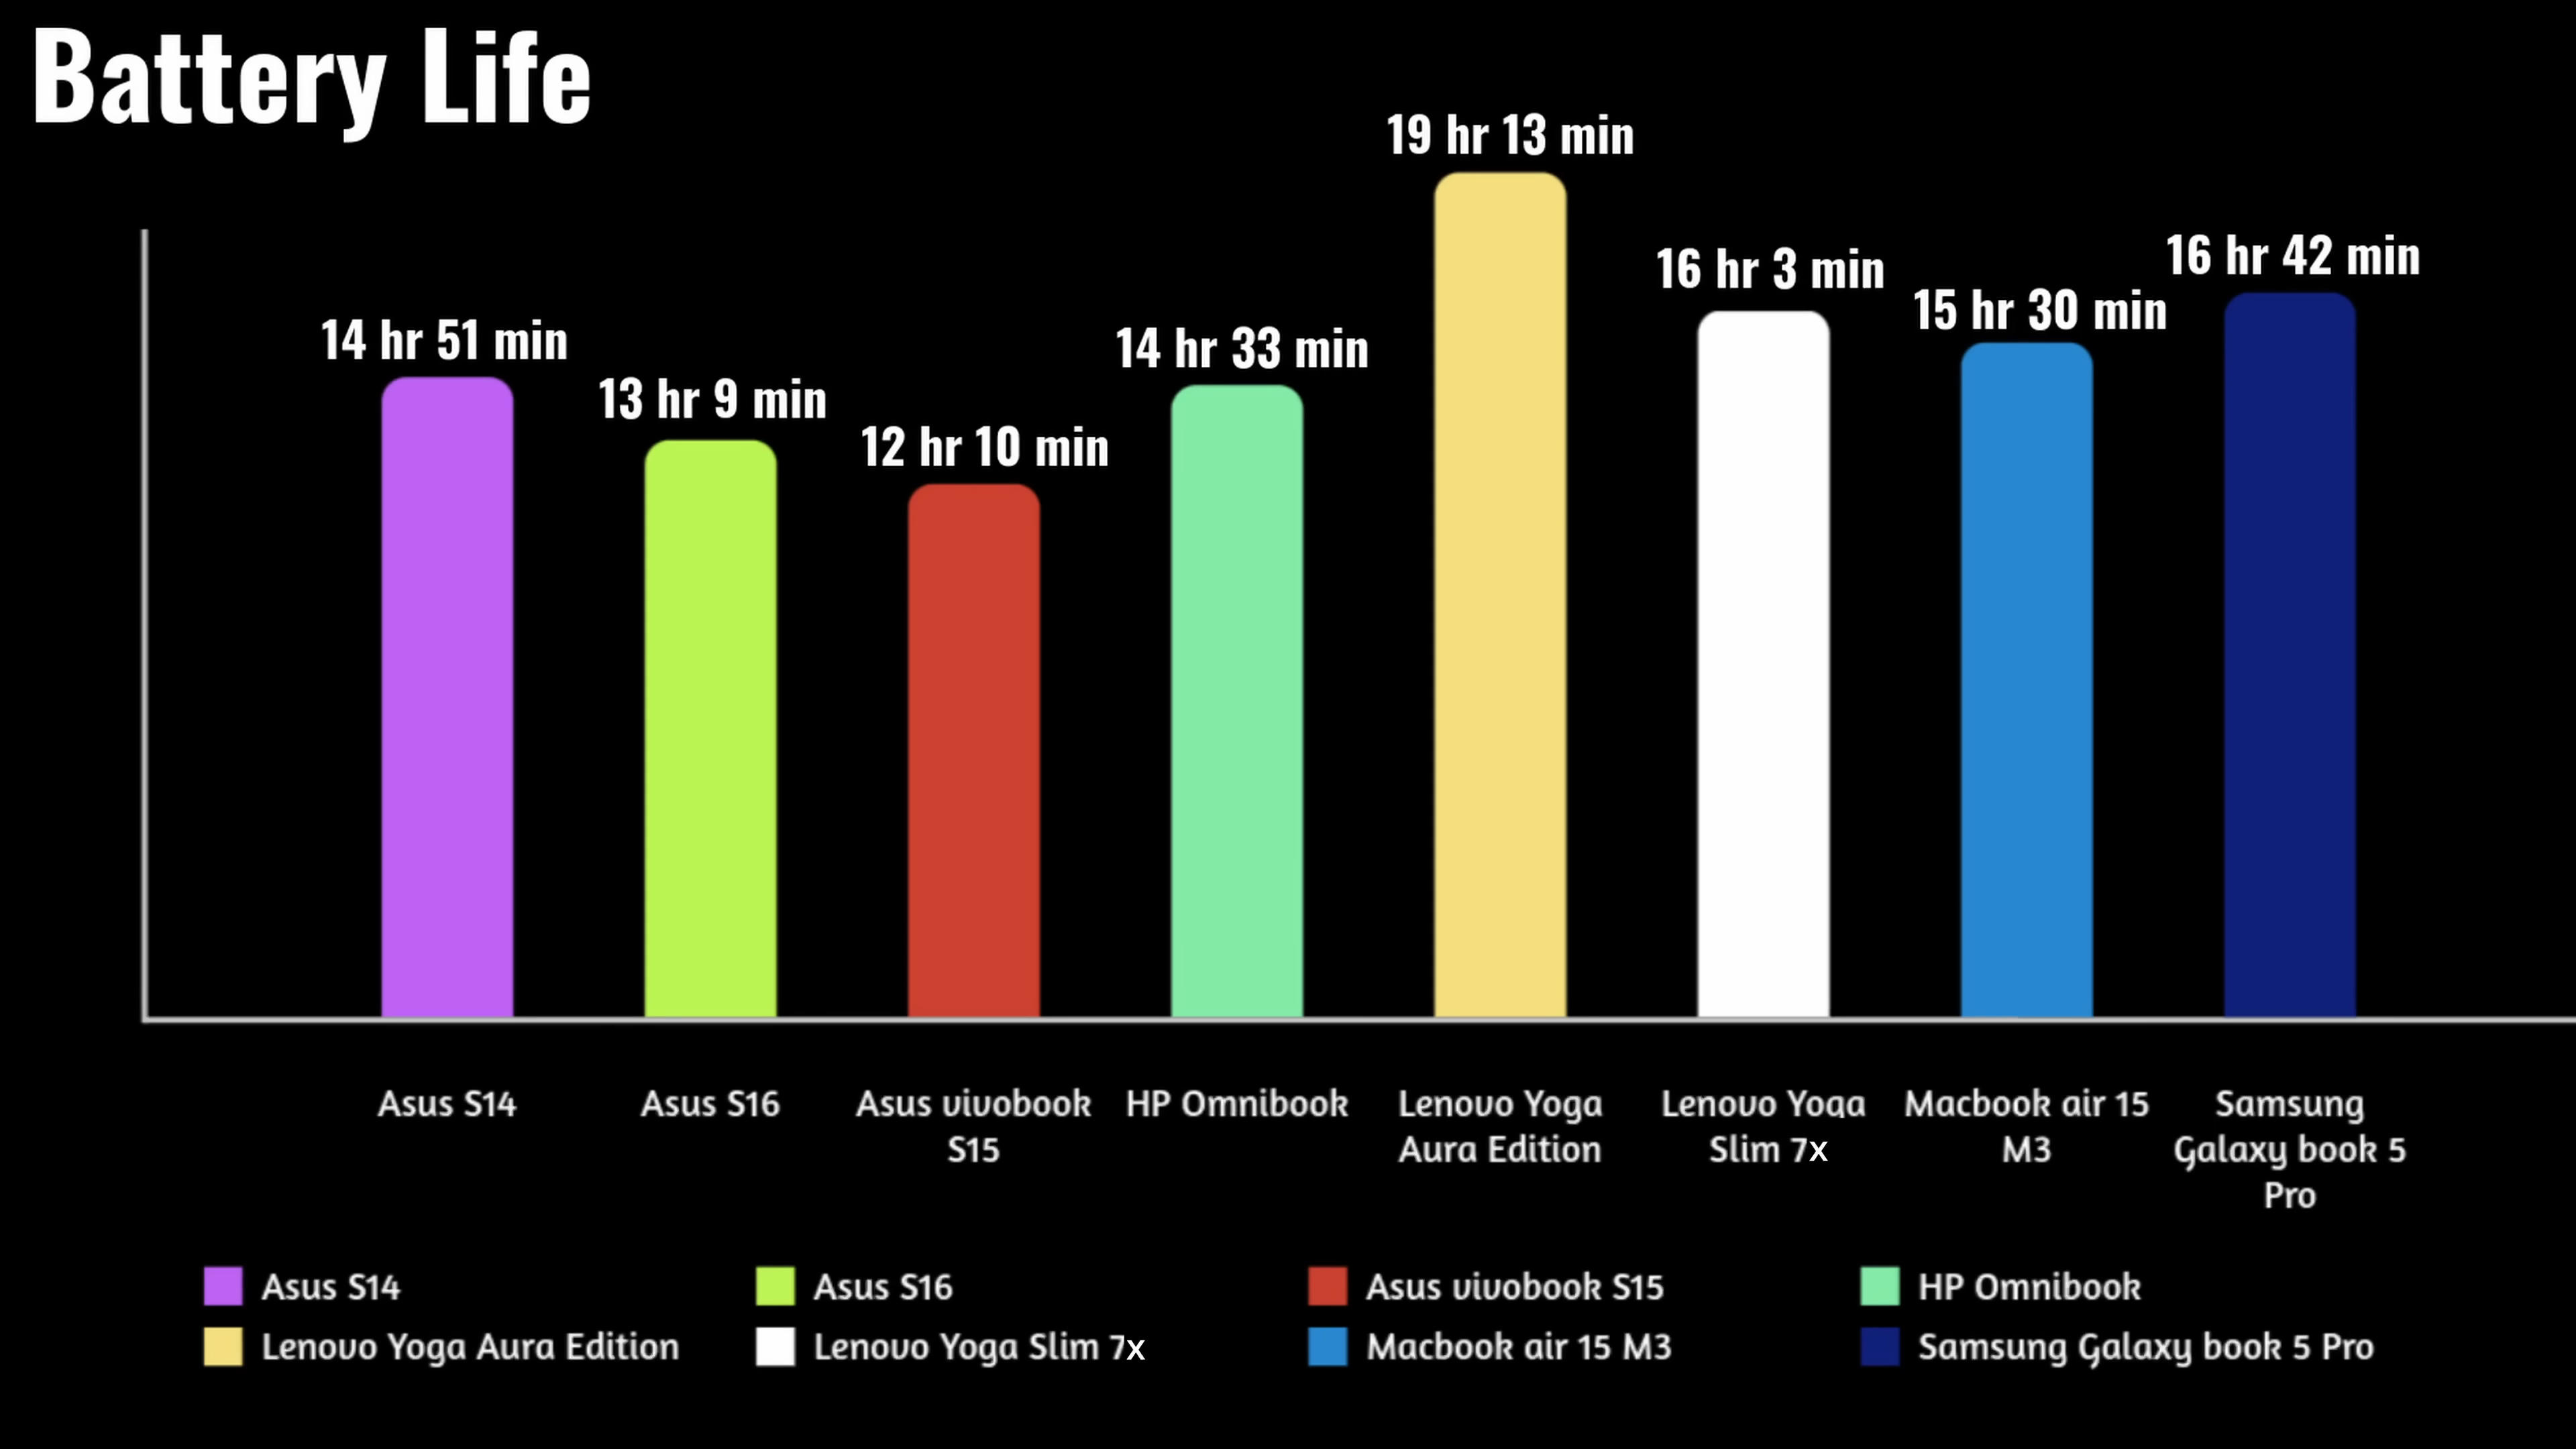 Battery Life
19 hr 13 min
16 hr 42 min
16 hr 3 min
15 hr 30 min
14 hr 51 min
14 hr 33 min
13 hr 9 min
12 hr 10 min
Asus S14
Asus S16
Asus vivobook
S15
HP Omnibook
Lenovo Yoga
Aura Edition
Lenovo Yoga
Slim 7x
Macbook air 15
M3
Samsung
Galaxy book 5
Pro
Asus S14
Asus S16
Asus vivobook S15
HP Omnibook
Lenovo Yoga Aura Edition
Lenovo Yoga Slim 7x
Macbook air 15 M3
Samsung Galaxy book 5 Pro